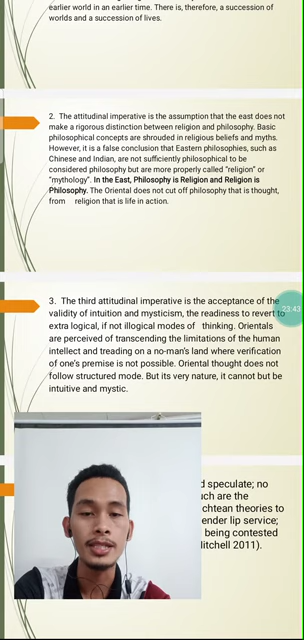 earlier world in an earlier time. There is, therefore, a succession of
worlds and a succession of lives.
2. The attitudinal imperative is the assumption that the east does not
make a rigorous distinction between religion and philosophy. Basic
philosophical concepts are shrouded in religious beliefs and myths.
However, it is a false conclusion that Eastern philosophies, such as
Chinese and Indian, are not sufficiently philosophical to be
considered philosophy but are more properly called "religion" or
"mythology". In the East, Philosophy is Religion and Religion is
Philosophy. The Oriental does not cut off philosophy that is thought,
from religion that is life in action.
3. The third attitudinal imperative is the acceptance of the
validity of intuition and mysticism, the readiness to revert to
extra logical, if not illogical modes of thinking. Orientals
are perceived of transcending the limitations of the human
intellect and treading on a no-man's land where verification
of one's premise is not possible. Oriental thought does not
follow structured mode. But its very nature, it cannot but be
intuitive and mystic.
23:43
d speculate; no
uch are the
chtean theories to
ender lip service;
being contested
Mitchell 2011).